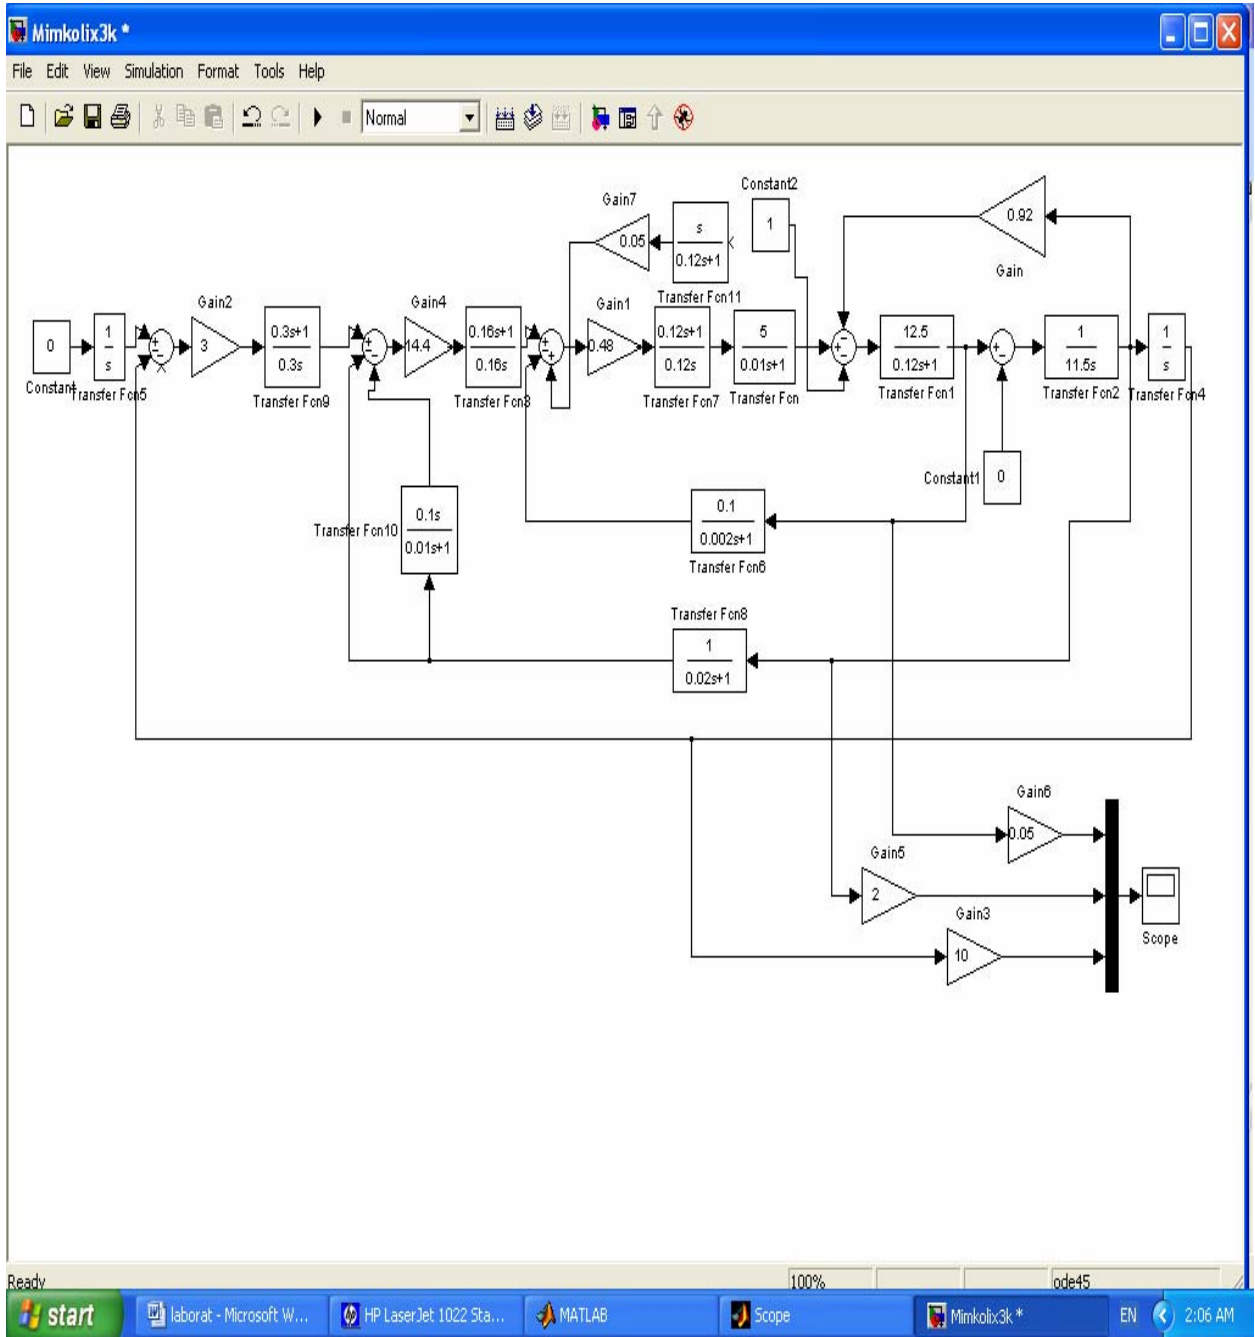 Mimkolix3k *
File Edit View Simulation Format Tools Help
Normal
Constant2
1
Gain7
0.05
s
0.12s+1
Transfer Fcn11
0.92
Gain
Constant
0
1
s
Transfer Fcn5
Gain2
3
0.3s+1
0.3s
Transfer Fcn9
Gain4
14.4
0.16s+1
0.16s
Transfer Fcn3
Gain1
0.48
0.12s+1
0.12s
Transfer Fcn7
5
0.01s+1
Transfer Fcn
12.5
0.12s+1
Transfer Fcn1
1
11.5s
Transfer Fcn2
1
s
Transfer Fcn4
Constant1
0
Transfer Fcn10
0.1s
0.01s+1
0.1
0.002s+1
Transfer Fcn6
Transfer Fcn8
1
0.02s+1
Gain6
0.05
Gain5
2
Gain3
10
Scope
Ready
100%
ode45
start
laborat - Microsoft W...
HP LaserJet 1022 Sta...
MATLAB
Scope
Mimkolix3k *
EN
2:06 AM